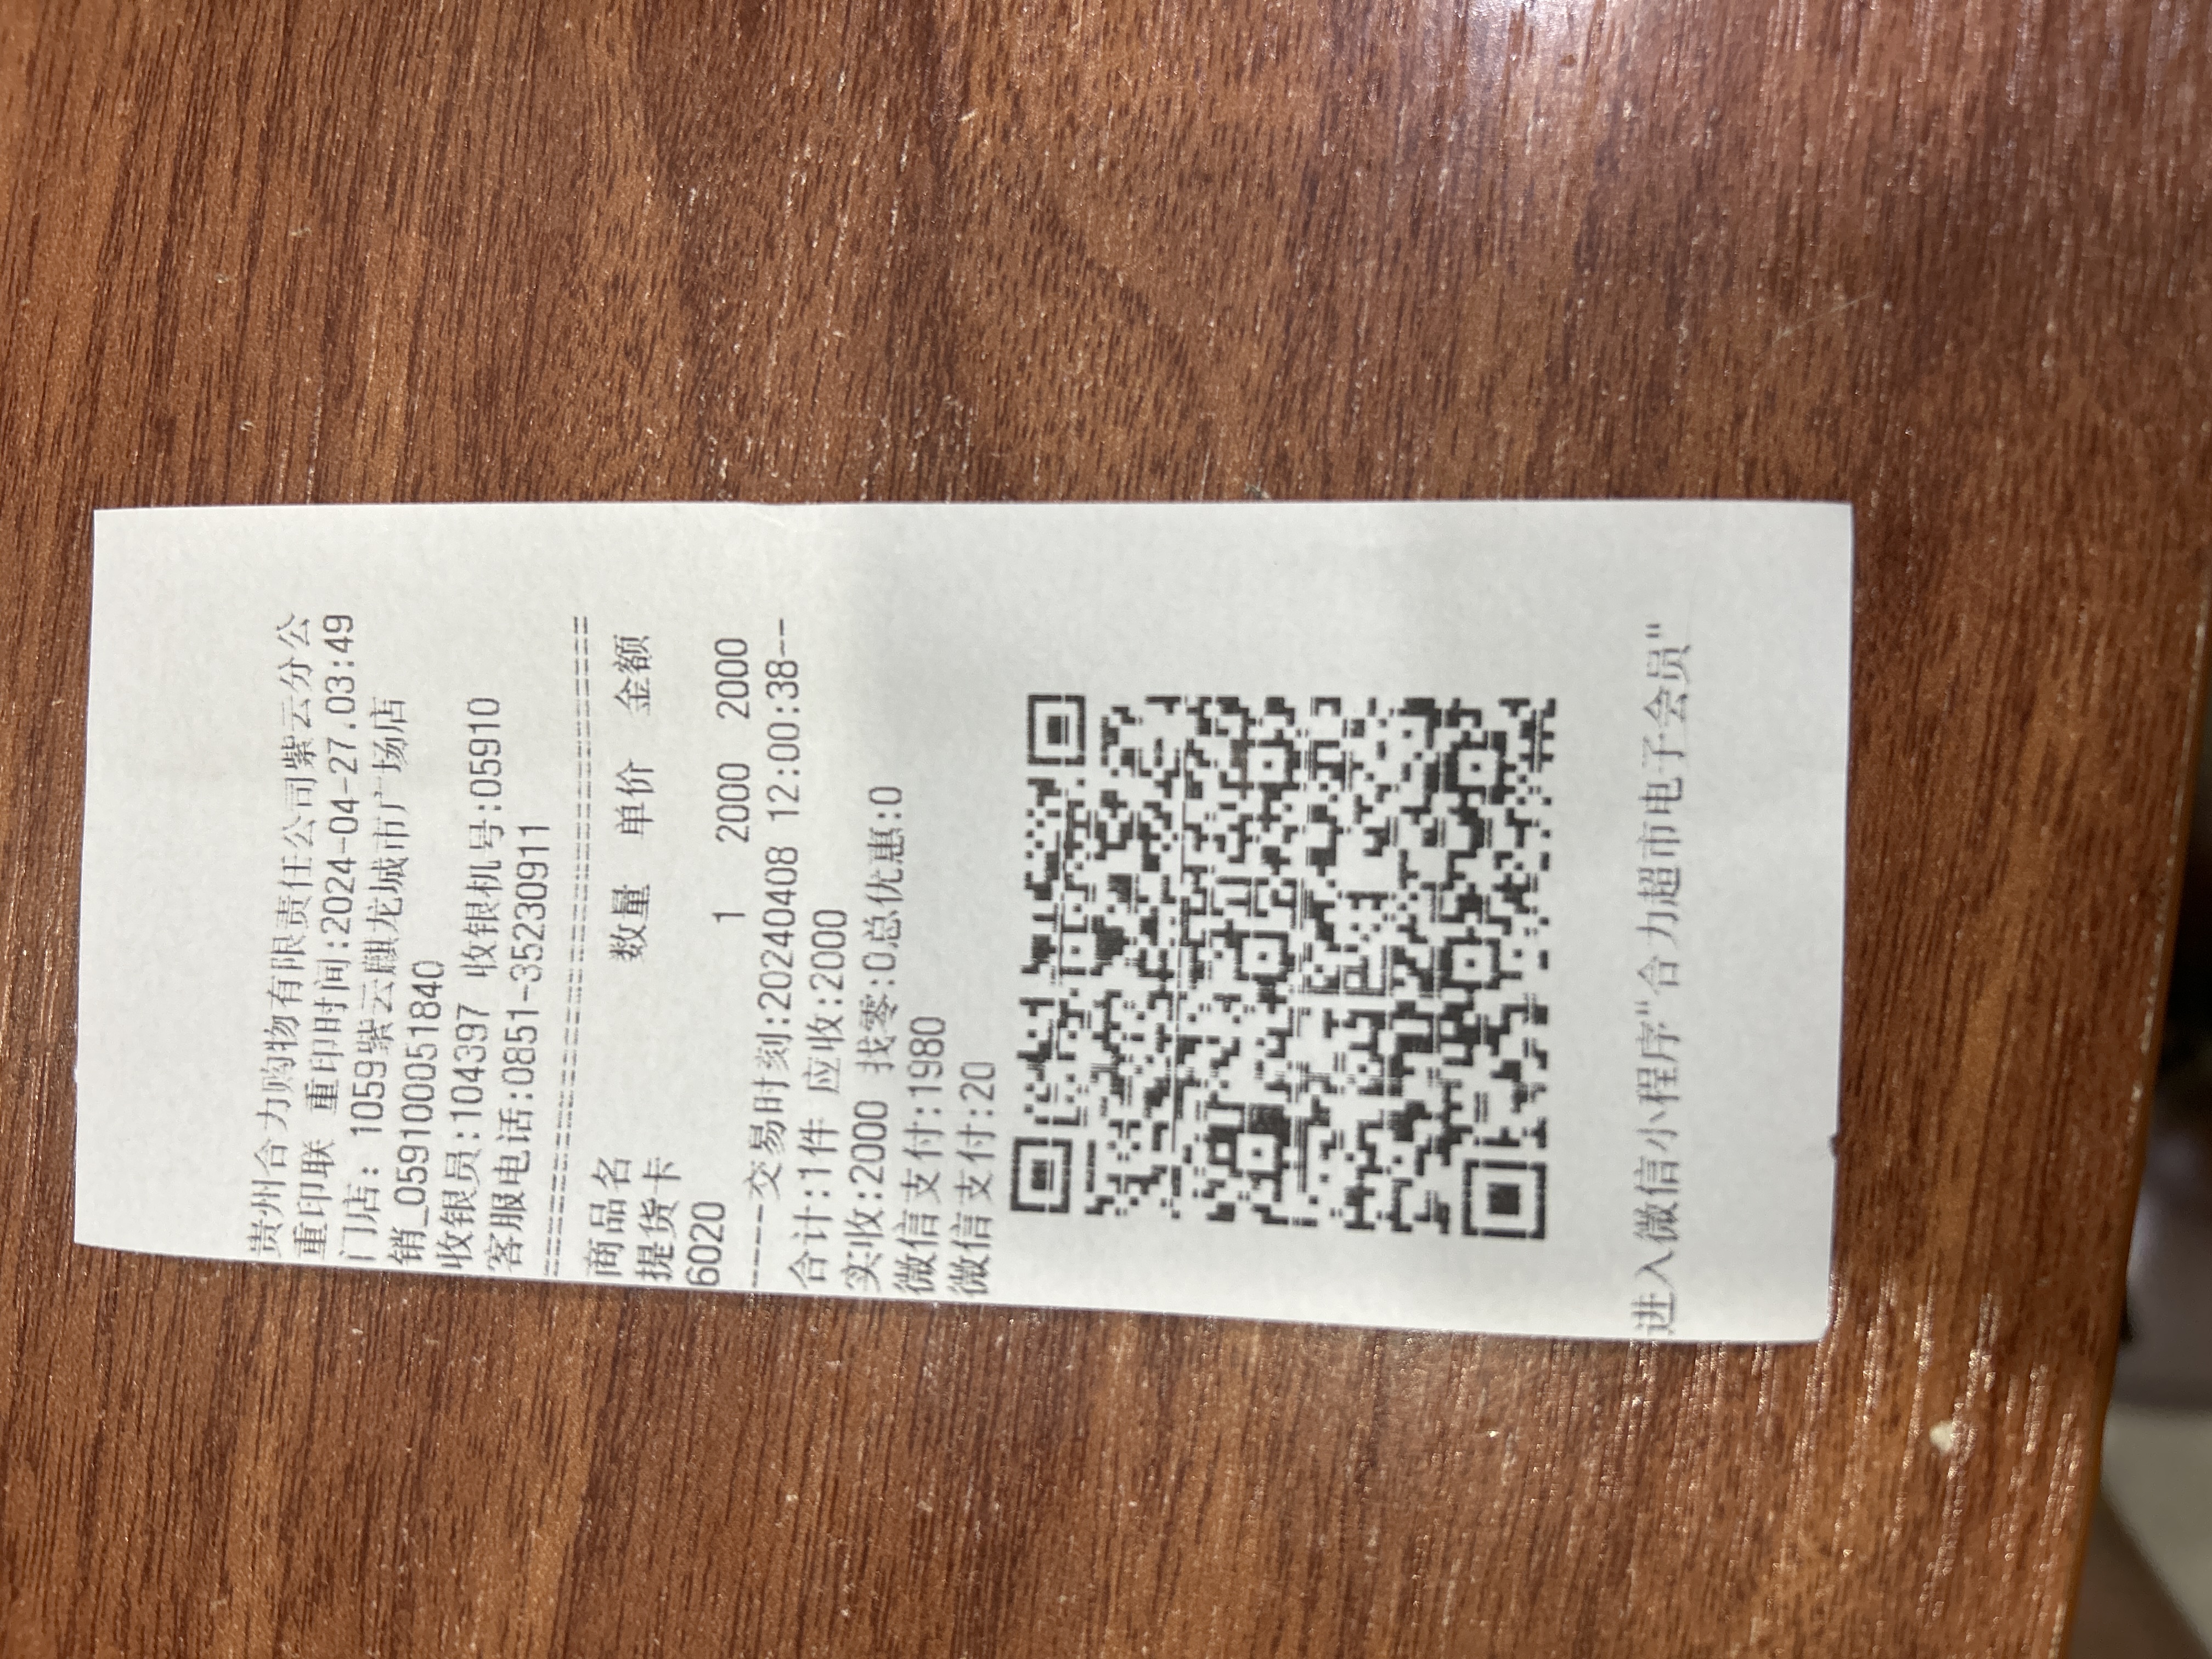 贵州合力购物有限责任公司紫云分公
重印联 重印时间:2024-04-27.03:49
门店: 1059紫云麒龙城市广场店
销_059100051840
收银员:104397 收银机号:05910
客服电话:0851-35230911
================================
商品名 数量 单价 金额
提货卡
6020 1 2000 2000
----交易时刻:20240408 12:00:38--
合计:1件 应收:2000
实收:2000 找零:0总优惠:0
微信支付:1980
微信支付:20
进入微信小程序"合力超市电子会员"